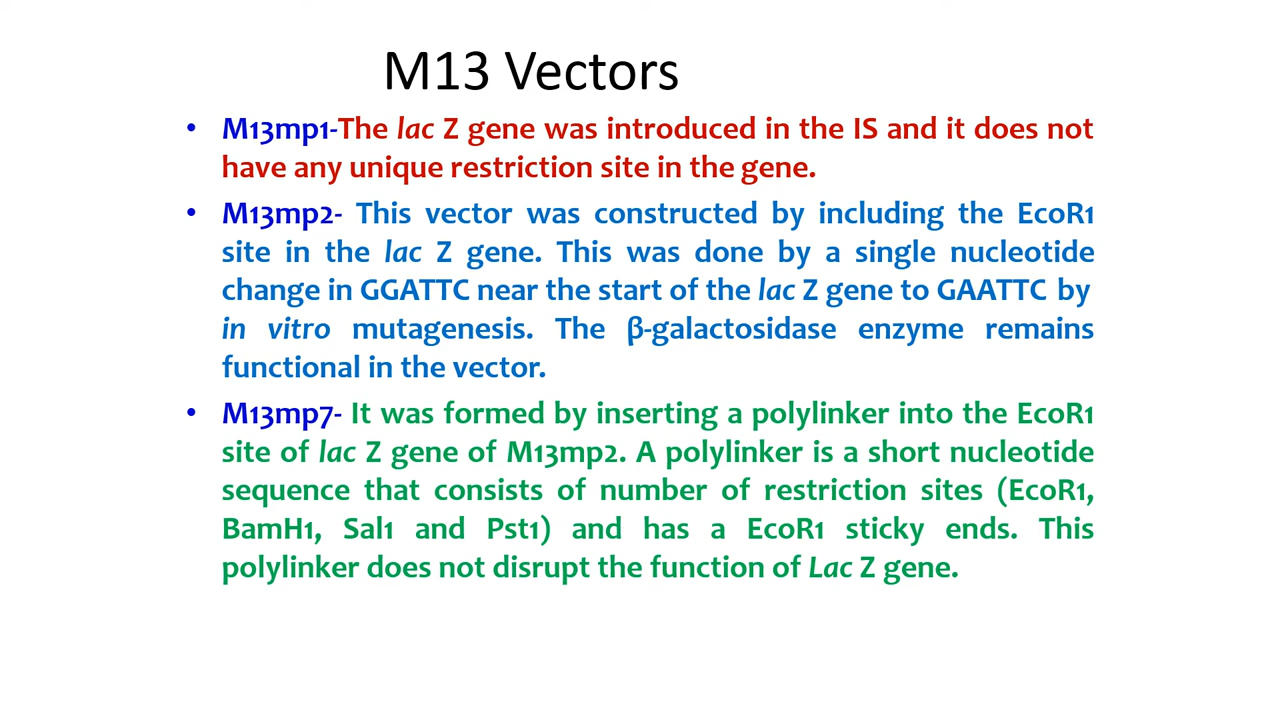 M13 Vectors
• M13mp1-The lac Z gene was introduced in the IS and it does not
have any unique restriction site in the gene.
• M13mp2- This vector was constructed by including the EcoR1
site in the lac Z gene. This was done by a single nucleotide
change in GGATTC near the start of the lac Z gene to GAATTC by
in vitro mutagenesis. The β-galactosidase enzyme remains
functional in the vector.
• M13mp7- It was formed by inserting a polylinker into the EcoR1
site of lac Z gene of M13mp2. A polylinker is a short nucleotide
sequence that consists of number of restriction sites (EcoR1,
BamH1, Sal1 and Pst1) and has a EcoR1 sticky ends. This
polylinker does not disrupt the function of Lac Z gene.